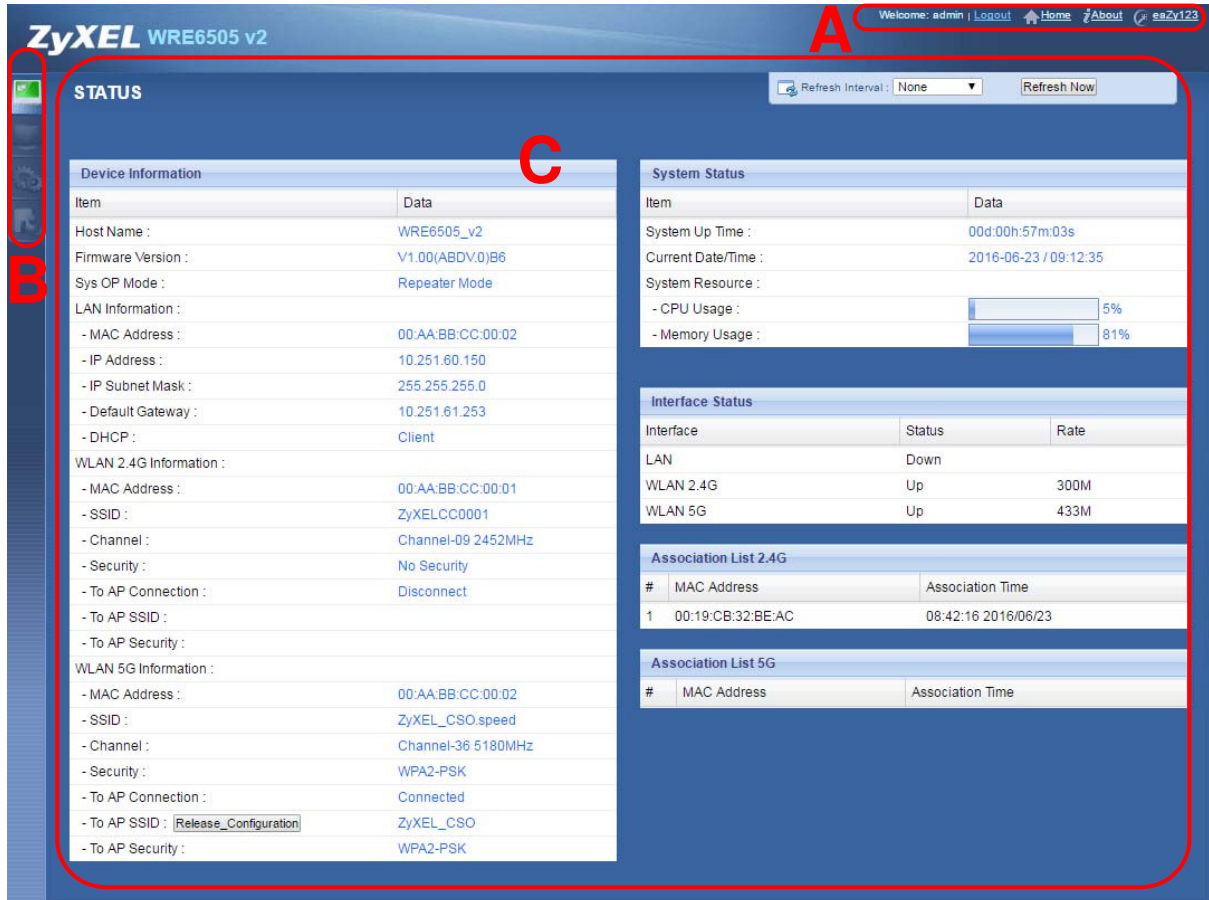 ZyXEL WRE6505 v2
Welcome: admin | Logout Home About eaZy123
A
B
C
STATUS
Refresh Interval : None Refresh Now
Device Information
Item Data
Host Name : WRE6505_v2
Firmware Version : V1.00(ABDV.0)B6
Sys OP Mode : Repeater Mode
LAN Information :
- MAC Address : 00:AA:BB:CC:00:02
- IP Address : 10.251.60.150
- IP Subnet Mask : 255.255.255.0
- Default Gateway : 10.251.61.253
- DHCP : Client
WLAN 2.4G Information :
- MAC Address : 00:AA:BB:CC:00:01
- SSID : ZyXELCC0001
- Channel : Channel-09 2452MHz
- Security : No Security
- To AP Connection : Disconnect
- To AP SSID :
- To AP Security :
WLAN 5G Information :
- MAC Address : 00:AA:BB:CC:00:02
- SSID : ZyXEL_CSO.speed
- Channel : Channel-36 5180MHz
- Security : WPA2-PSK
- To AP Connection : Connected
- To AP SSID : Release_Configuration ZyXEL_CSO
- To AP Security : WPA2-PSK
System Status
Item Data
System Up Time : 00d:00h:57m:03s
Current Date/Time : 2016-06-23 / 09:12:35
System Resource :
- CPU Usage : 5%
- Memory Usage : 81%
Interface Status
Interface Status Rate
LAN Down
WLAN 2.4G Up 300M
WLAN 5G Up 433M
Association List 2.4G
# MAC Address Association Time
1 00:19:CB:32:BE:AC 08:42:16 2016/06/23
Association List 5G
# MAC Address Association Time